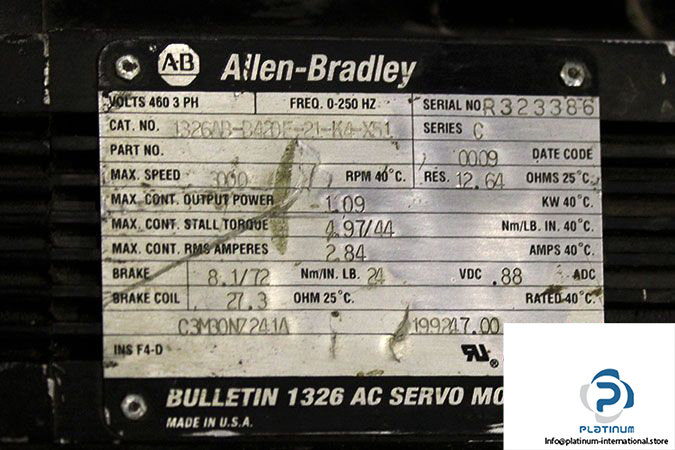 A-B Allen-Bradley
VOLTS 460 3 PH FREQ. 0-250 HZ SERIAL NO R323386
CAT. NO. 1326AB-B420E-21-K4-X51 SERIES C
PART NO. 0009 DATE CODE
MAX. SPEED 000 RPM 40°C. RES. 12.64 OHMS 25°C.
MAX. CONT. OUTPUT POWER 1.09 KW 40°C.
MAX. CONT. STALL TORQUE 4.97/44 Nm/LB. IN. 40°C.
MAX. CONT. RMS AMPERES 2.84 AMPS 40°C.
BRAKE 8.1/72 Nm/IN. LB. 24 VDC .88 ADC
BRAKE COIL 27.3 OHM 25°C. RATED 40°C.
C3M30NZ241A 199247.00
INS F4-D
BULLETIN 1326 AC SERVO MO
MADE IN U.S.A.
PLATINUM
Info@platinum-international.store